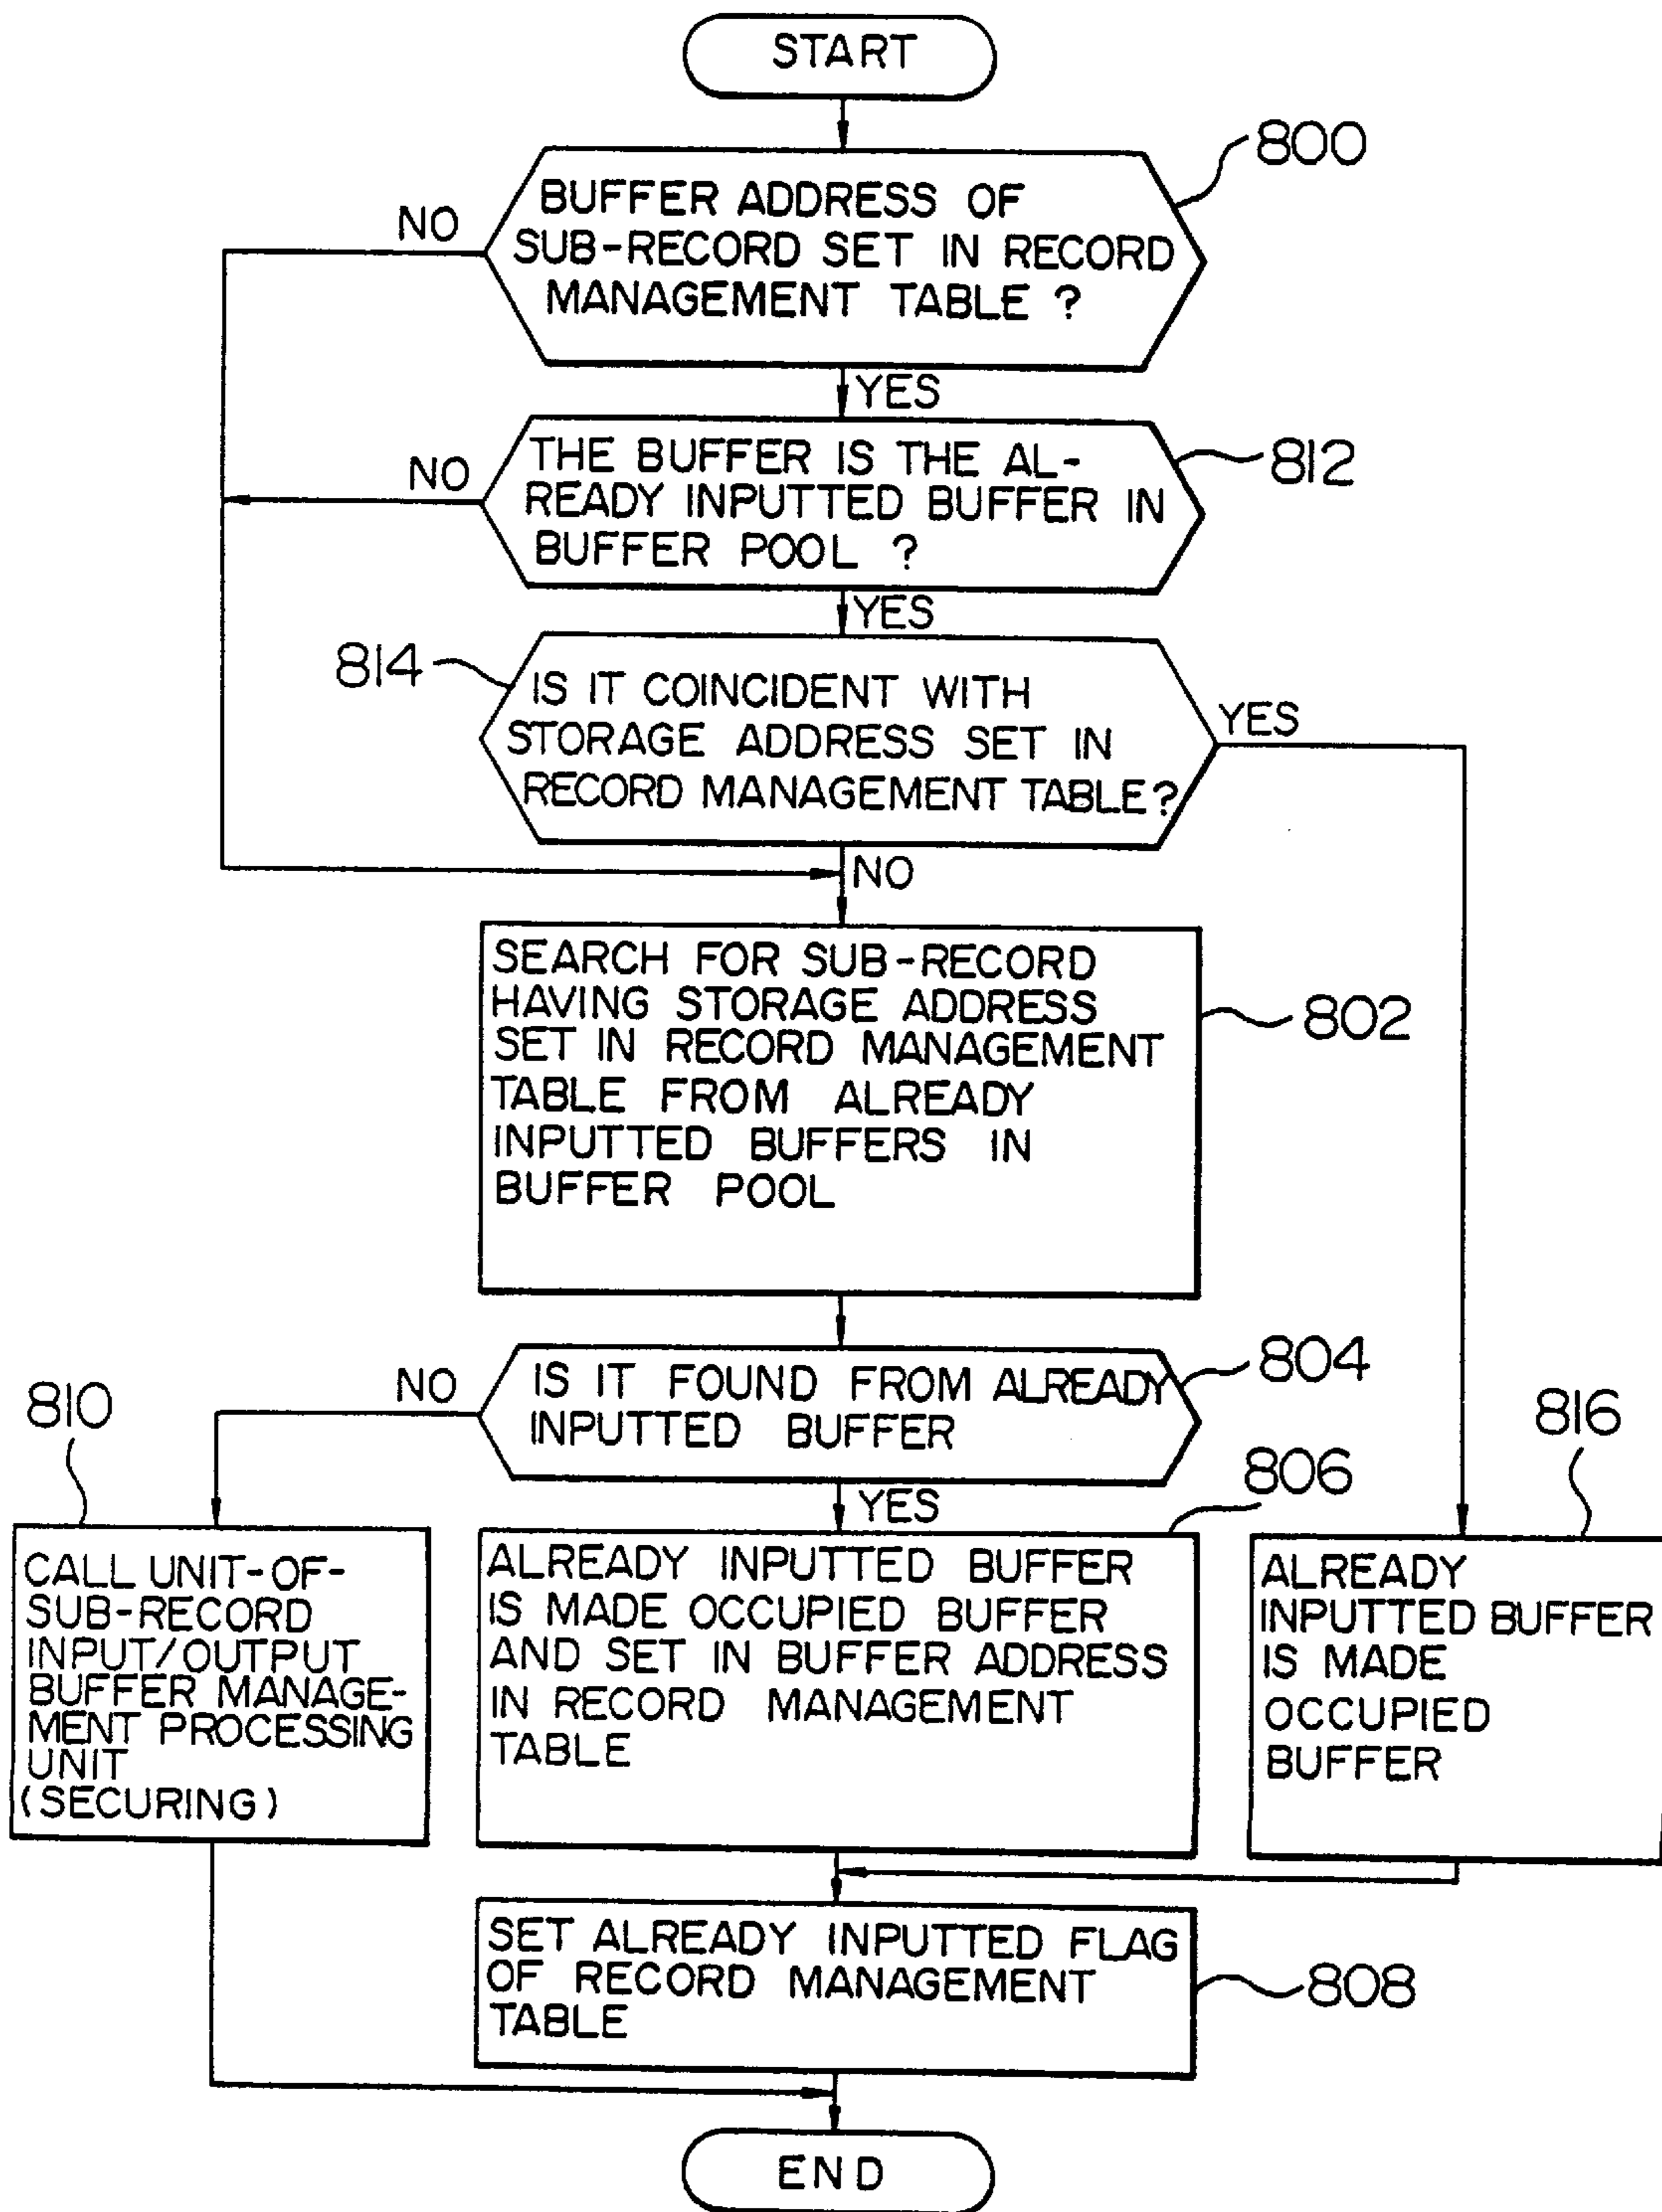 START
800
BUFFER ADDRESS OF
SUB-RECORD SET IN RECORD
MANAGEMENT TABLE ?
NO
YES
812
THE BUFFER IS THE AL-
READY INPUTTED BUFFER IN
BUFFER POOL ?
NO
YES
814
IS IT COINCIDENT WITH
STORAGE ADDRESS SET IN
RECORD MANAGEMENT TABLE?
YES
NO
SEARCH FOR SUB-RECORD
HAVING STORAGE ADDRESS
SET IN RECORD MANAGEMENT
TABLE FROM ALREADY
INPUTTED BUFFERS IN
BUFFER POOL
802
804
IS IT FOUND FROM ALREADY
INPUTTED BUFFER
NO
YES
810
CALL UNIT-OF-
SUB-RECORD
INPUT/OUTPUT
BUFFER MANAGE-
MENT PROCESSING
UNIT
(SECURING)
806
ALREADY INPUTTED BUFFER
IS MADE OCCUPIED BUFFER
AND SET IN BUFFER ADDRESS
IN RECORD MANAGEMENT
TABLE
816
ALREADY
INPUTTED BUFFER
IS MADE
OCCUPIED
BUFFER
SET ALREADY INPUTTED FLAG
OF RECORD MANAGEMENT
TABLE
808
END